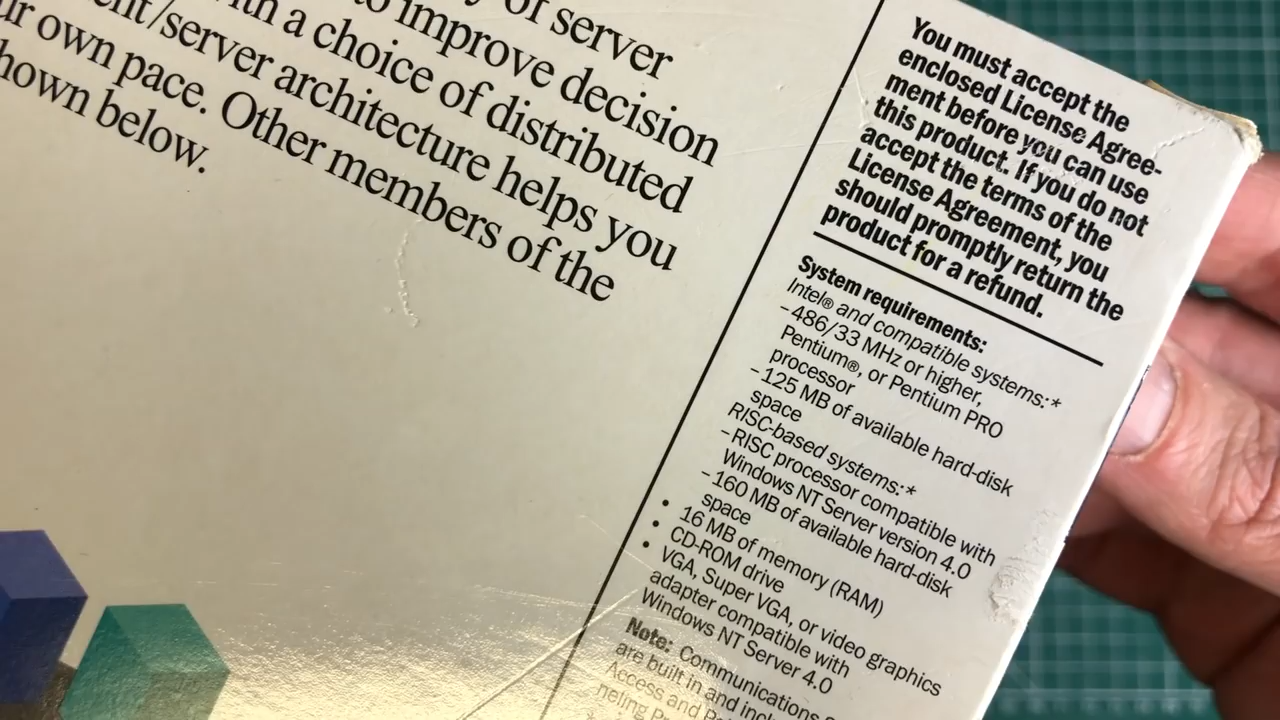 of server
to improve decision
with a choice of distributed
/server architecture helps you
own pace. Other members of the
shown below.
You must accept the
enclosed License Agree-
ment before you can use
this product. If you do not
accept the terms of the
License Agreement, you
should promptly return the
product for a refund.
System requirements:
Intel® and compatible systems:*
–486/33 MHz or higher,
Pentium®, or Pentium PRO
processor
–125 MB of available hard-disk
space
RISC-based systems:*
–RISC processor compatible with
Windows NT Server version 4.0
–160 MB of available hard-disk
space
• 16 MB of memory (RAM)
• CD-ROM drive
• VGA, Super VGA, or video graphics
adapter compatible with
Windows NT Server 4.0
Note: Communications
are built in and
Access and